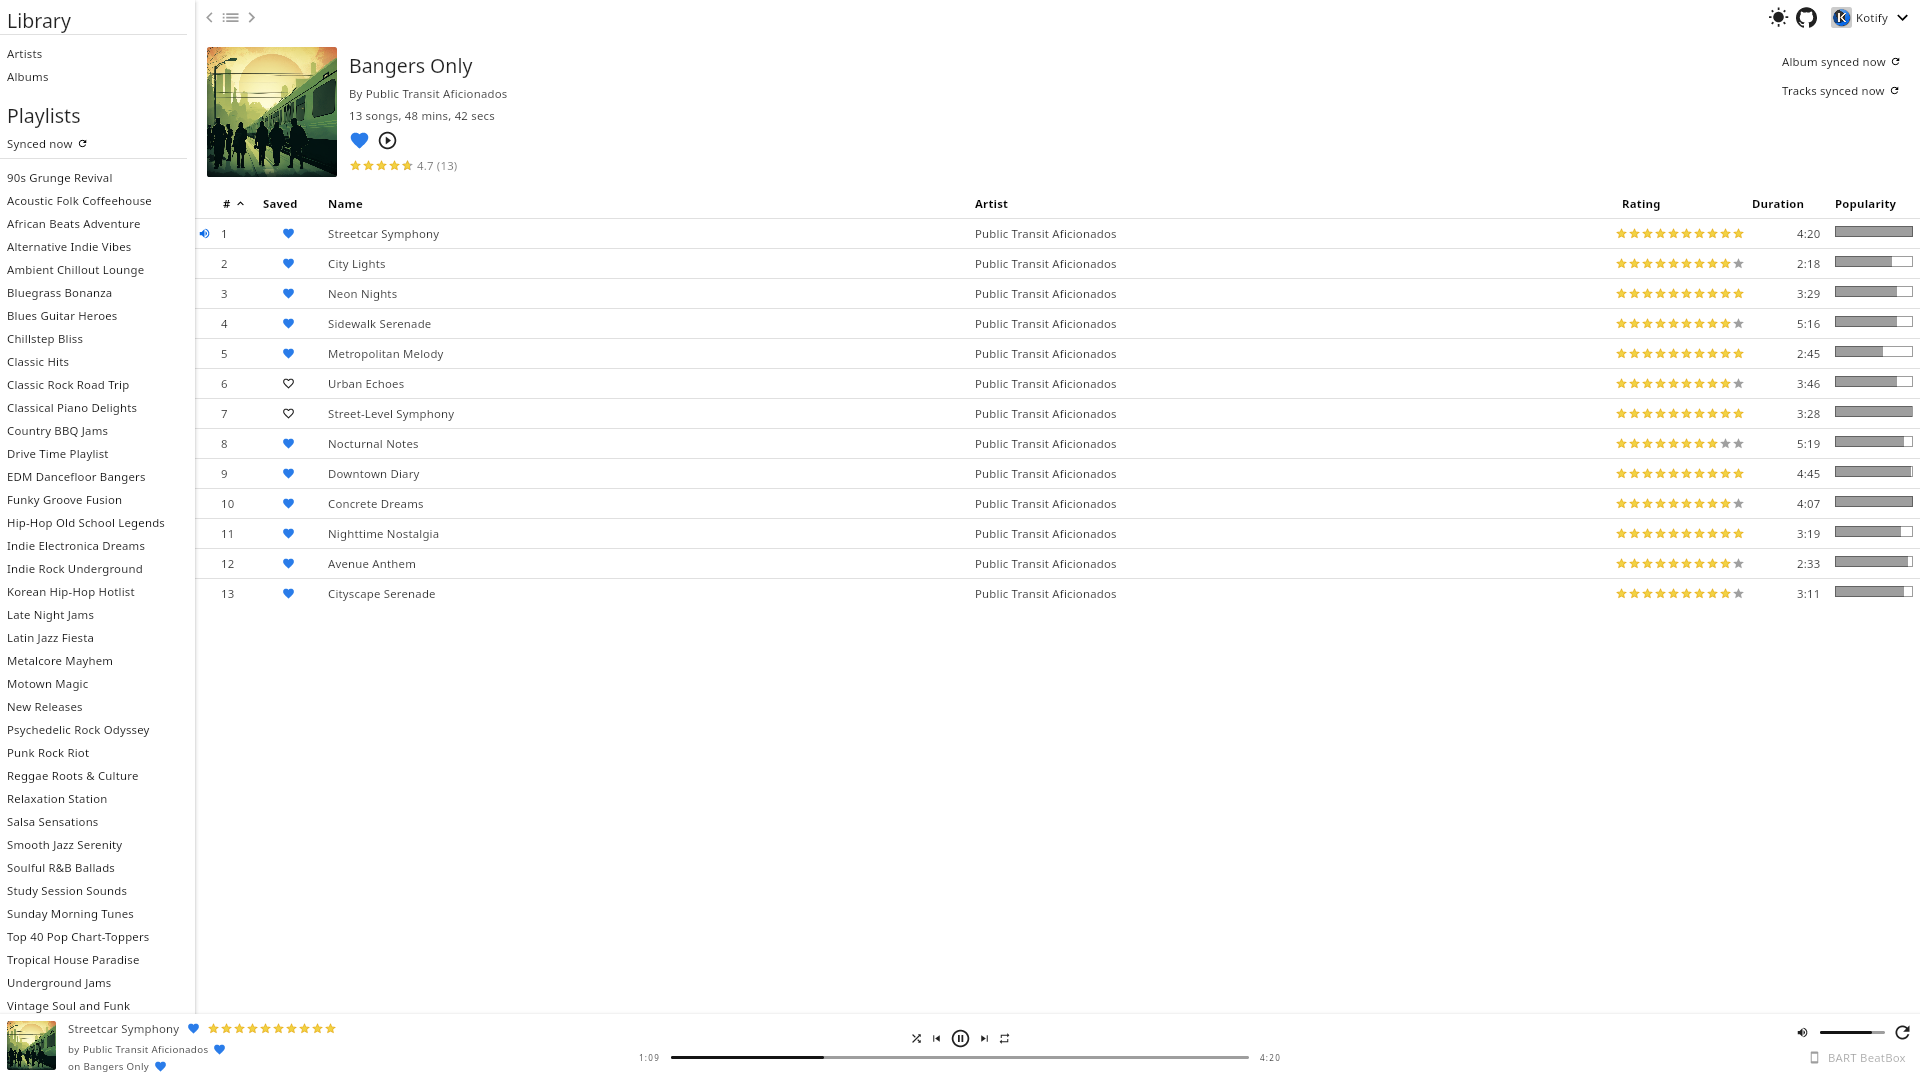 Library
Artists
Albums
Playlists
Synced now
90s Grunge Revival
Acoustic Folk Coffeehouse
African Beats Adventure
Alternative Indie Vibes
Ambient Chillout Lounge
Bluegrass Bonanza
Blues Guitar Heroes
Chillstep Bliss
Classic Hits
Classic Rock Road Trip
Classical Piano Delights
Country BBQ Jams
Drive Time Playlist
EDM Dancefloor Bangers
Funky Groove Fusion
Hip-Hop Old School Legends
Indie Electronica Dreams
Indie Rock Underground
Korean Hip-Hop Hotlist
Late Night Jams
Latin Jazz Fiesta
Metalcore Mayhem
Motown Magic
New Releases
Psychedelic Rock Odyssey
Punk Rock Riot
Reggae Roots & Culture
Relaxation Station
Salsa Sensations
Smooth Jazz Serenity
Soulful R&B Ballads
Study Session Sounds
Sunday Morning Tunes
Top 40 Pop Chart-Toppers
Tropical House Paradise
Underground Jams
Vintage Soul and Funk
K Kotify
Bangers Only
By Public Transit Aficionados
13 songs, 48 mins, 42 secs
4.7 (13)
Album synced now
Tracks synced now
# Saved Name Artist Rating Duration Popularity
1 Streetcar Symphony Public Transit Aficionados 4:20
2 City Lights Public Transit Aficionados 2:18
3 Neon Nights Public Transit Aficionados 3:29
4 Sidewalk Serenade Public Transit Aficionados 5:16
5 Metropolitan Melody Public Transit Aficionados 2:45
6 Urban Echoes Public Transit Aficionados 3:46
7 Street-Level Symphony Public Transit Aficionados 3:28
8 Nocturnal Notes Public Transit Aficionados 5:19
9 Downtown Diary Public Transit Aficionados 4:45
10 Concrete Dreams Public Transit Aficionados 4:07
11 Nighttime Nostalgia Public Transit Aficionados 3:19
12 Avenue Anthem Public Transit Aficionados 2:33
13 Cityscape Serenade Public Transit Aficionados 3:11
Streetcar Symphony
by Public Transit Aficionados
on Bangers Only
1:09 4:20
BART BeatBox